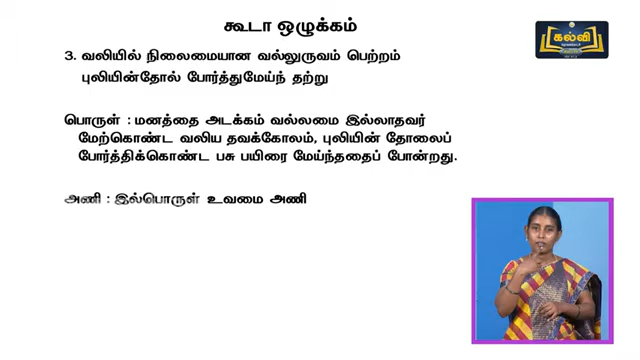 கூடா ஒழுக்கம்
கல்வி
3. வலியில் நிலைமையான வல்லுருவம் பெற்றம்
புலியின்தோல் போர்த்துமேய்ந் தற்று
பொருள் : மனத்தை அடக்கம் வல்லமை இல்லாதவர்
மேற்கொண்ட வலிய தவக்கோலம், புலியின் தோலைப்
போர்த்திக்கொண்ட பசு பயிரை மேய்ந்ததைப் போன்றது.
அணி : இல்பொருள் உவமை அணி